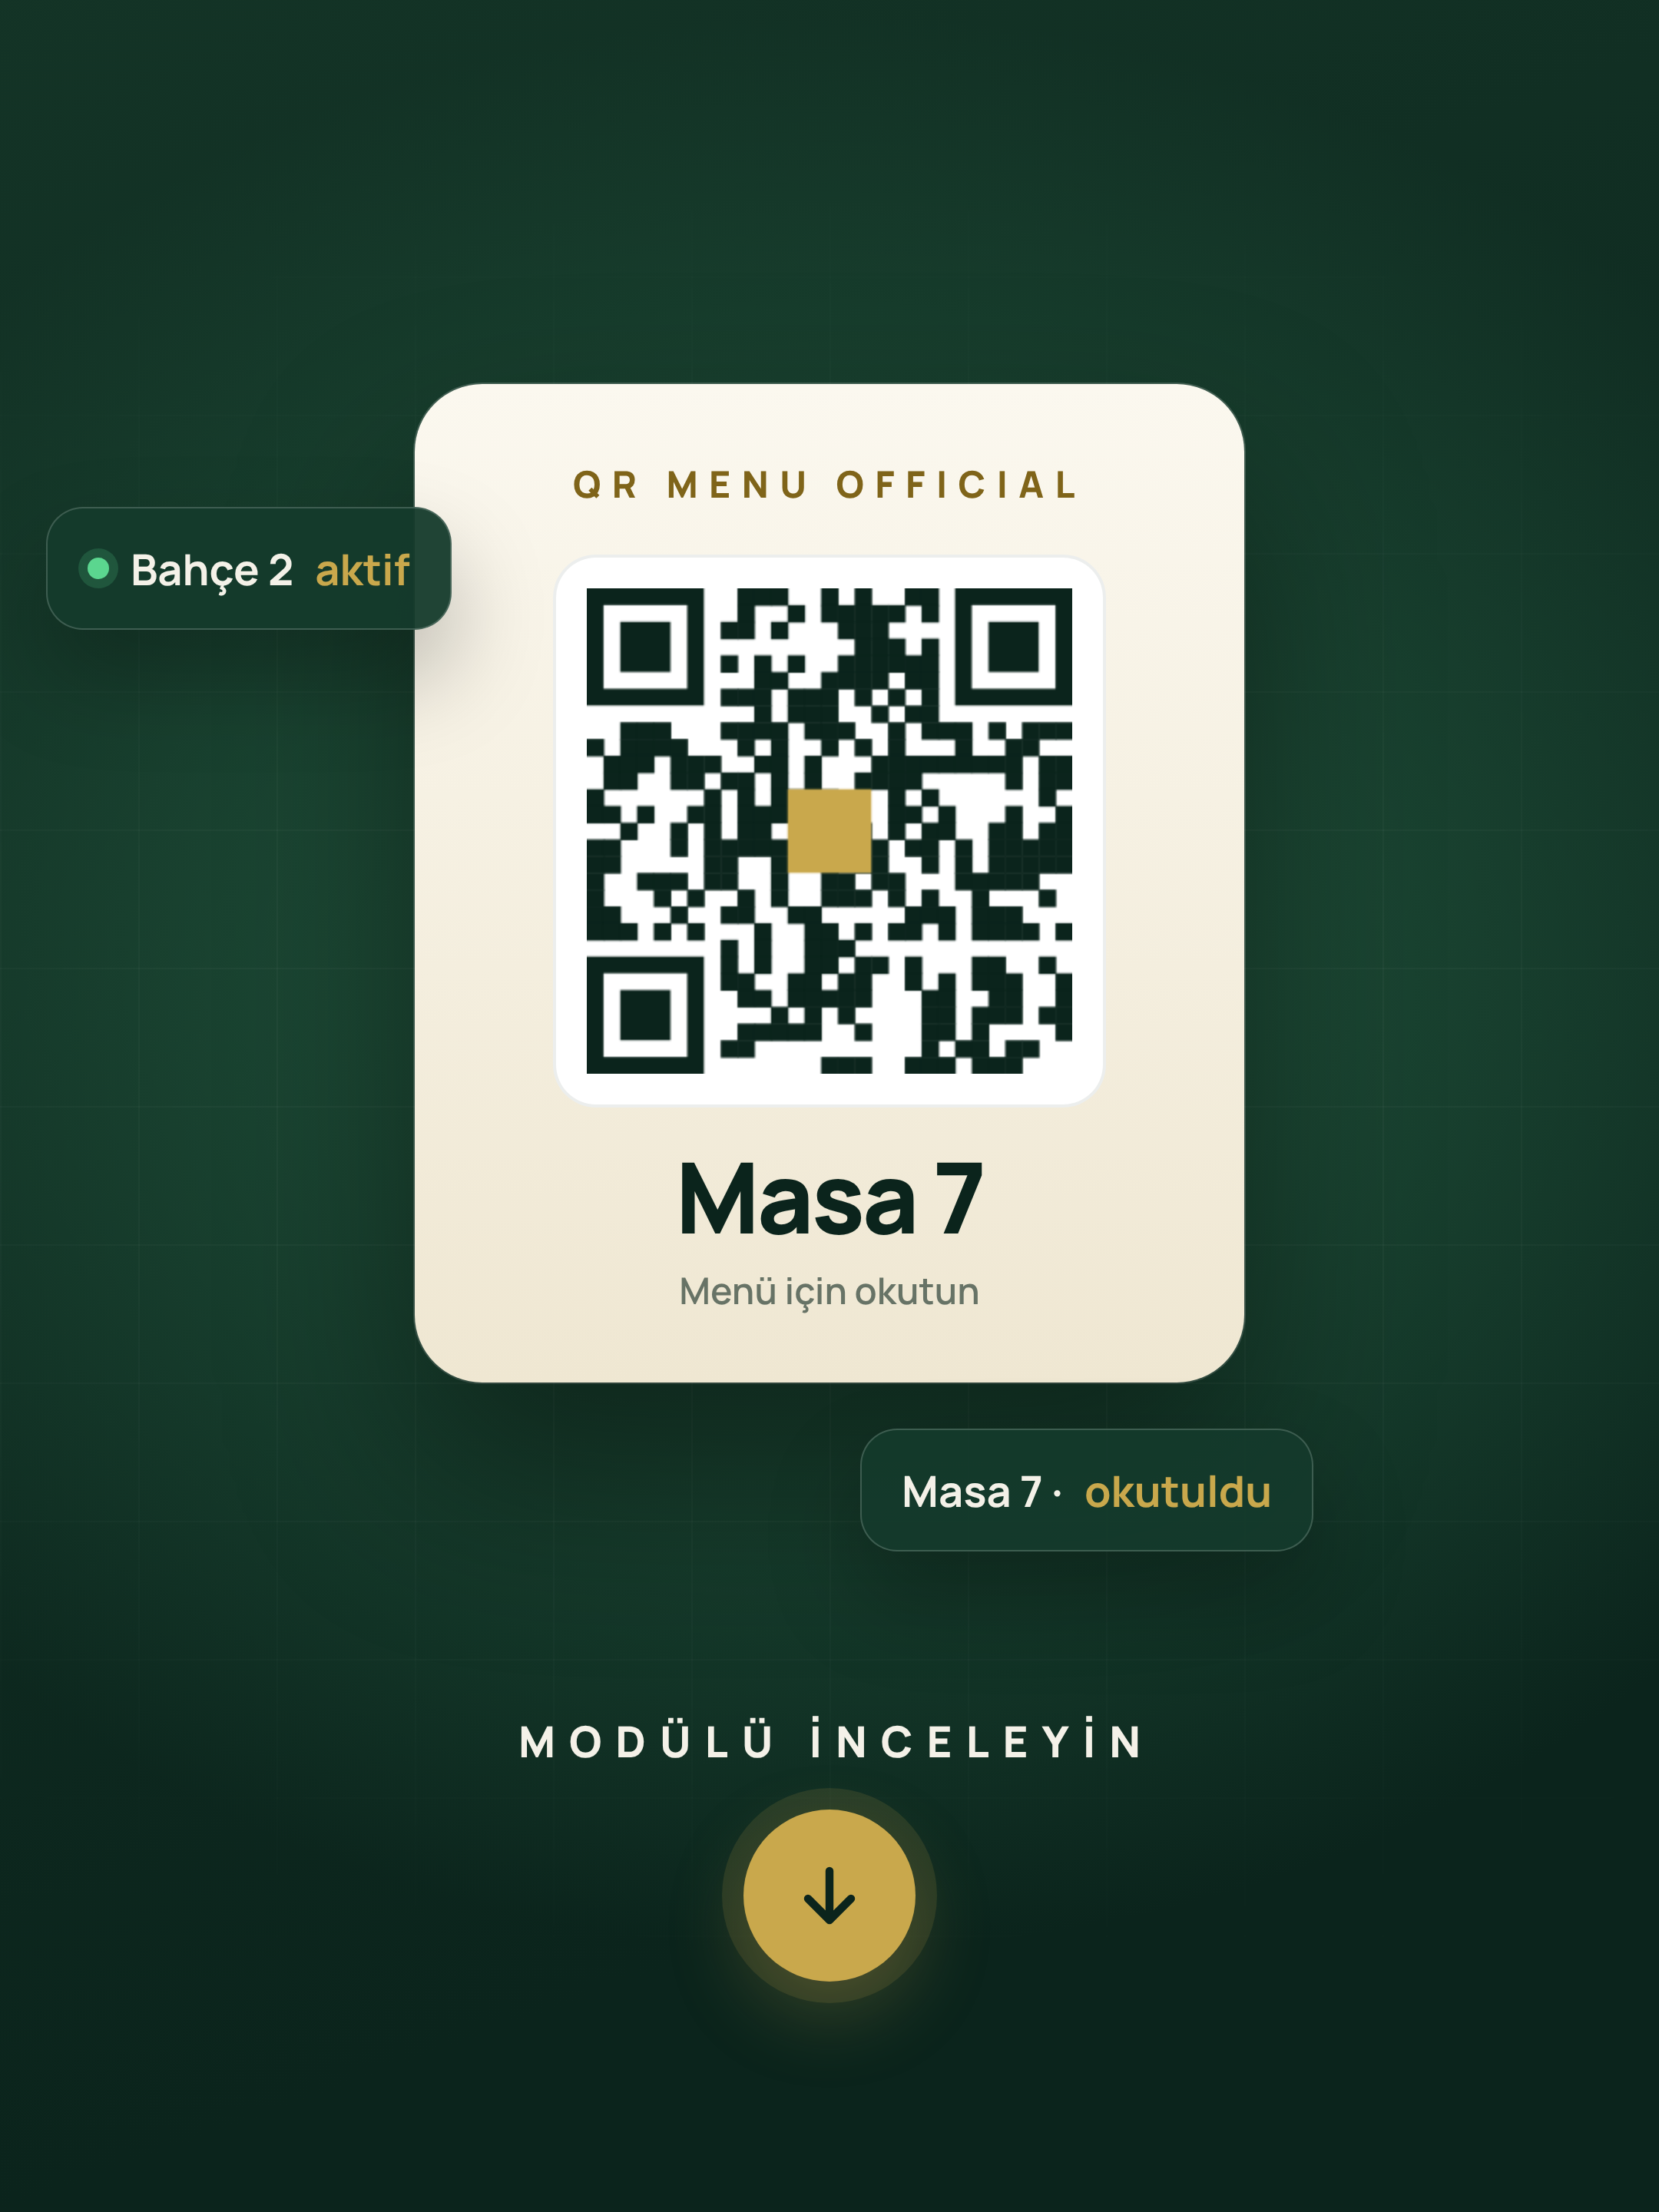 QR MENU OFFICIAL
Bahçe 2 aktif
Masa 7
Menü için okutun
Masa 7 · okutuldu
MODÜLÜ İNCELEYİN